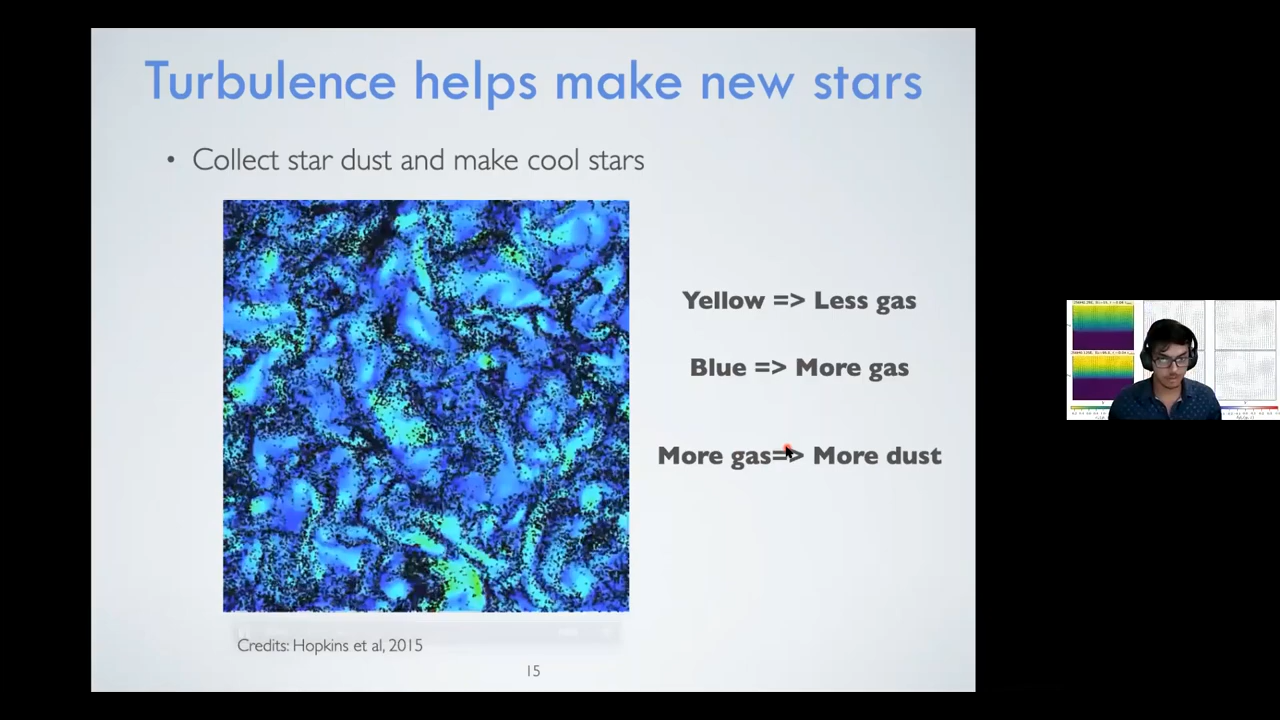 Turbulence helps make new stars
• Collect star dust and make cool stars
Yellow => Less gas
Blue => More gas
More gas=> More dust
Credits: Hopkins et al, 2015
15